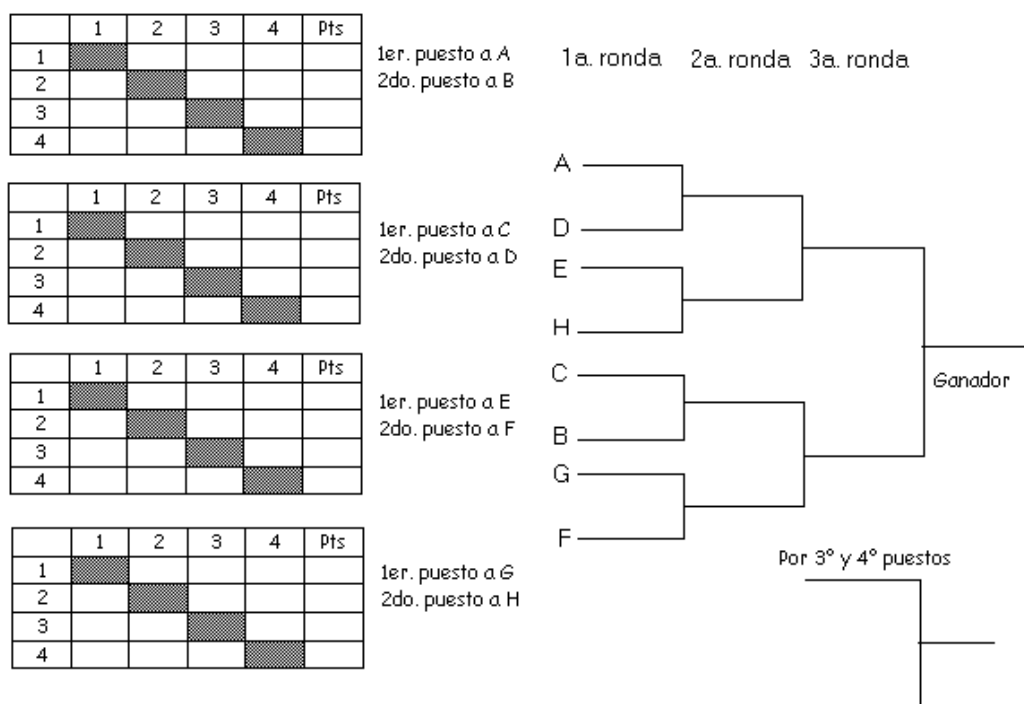 1 2 3 4 Pts
1
2
3
4
1er. puesto a A
2do. puesto a B
1 2 3 4 Pts
1
2
3
4
1er. puesto a C
2do. puesto a D
1 2 3 4 Pts
1
2
3
4
1er. puesto a E
2do. puesto a F
1 2 3 4 Pts
1
2
3
4
1er. puesto a G
2do. puesto a H
1a. ronda 2a. ronda 3a. ronda
A
D
E
H
C
B
G
F
Ganador
Por 3° y 4° puestos